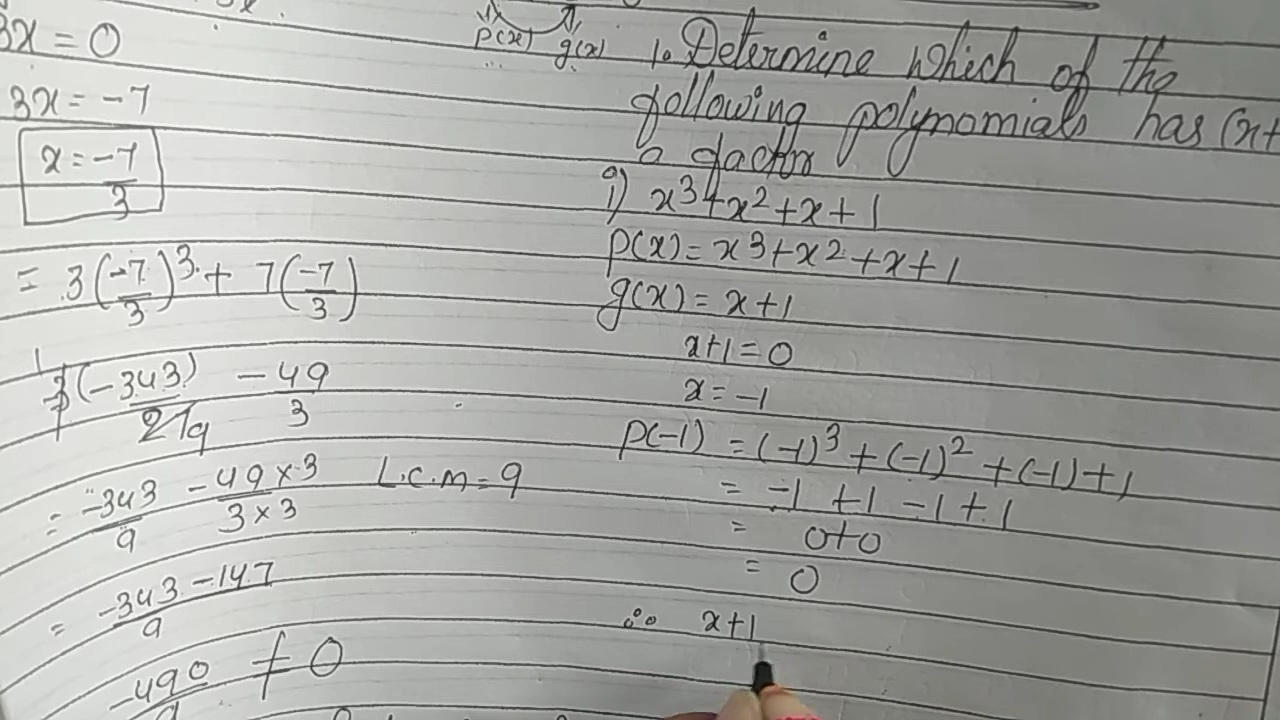 3x = 0
3x = -7
x = -7/3
= 3(-7/3)³ + 7(-7/3)
1
3(-343)/27 9 - 49/3
= -343/9 - 49×3/3×3 L.C.M = 9
= -343-147/9
-490/9 ≠ 0
p(x) g(x)
1. Determine which of the
following polynomials has (x+
a factor
i) x³+x²+x+1
p(x) = x³+x²+x+1
g(x) = x+1
x+1=0
x=-1
p(-1) = (-1)³+(-1)²+(-1)+1
= -1 +1 -1+1
= 0+0
= 0
∴ x+1